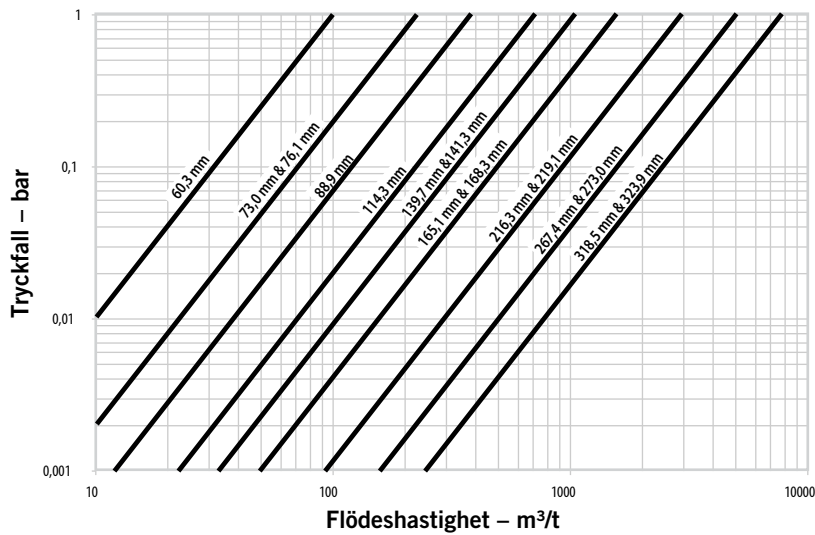 1
0,1
0,01
0,001
Tryckfall – bar
60,3 mm
73,0 mm & 76,1 mm
88,9 mm
114,3 mm
139,7 mm &141,3 mm
165,1 mm & 168,3 mm
216,3 mm & 219,1 mm
267,4 mm & 273,0 mm
318,5 mm & 323,9 mm
10
100
1000
10000
Flödeshastighet – m³/t